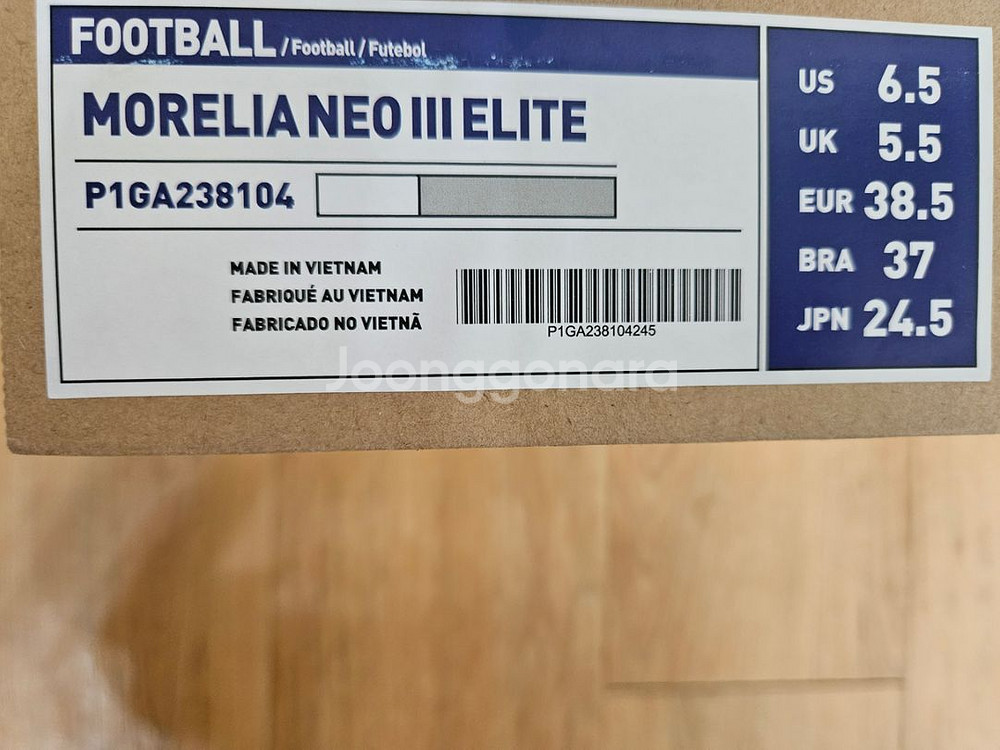 FOOTBALL / Football / Futebol
MORELIA NEO III ELITE
P1GA238104
MADE IN VIETNAM
FABRIQUÉ AU VIETNAM
FABRICADO NO VIETNÃ
P1GA238104245
US 6.5
UK 5.5
EUR 38.5
BRA 37
JPN 24.5
Joonggonara